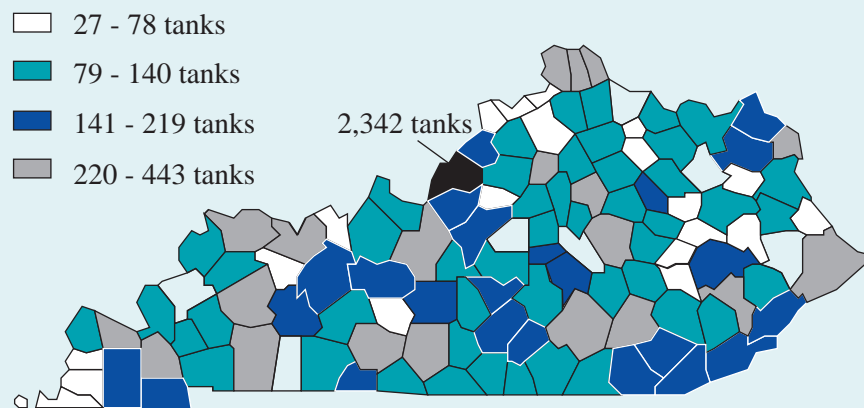 27 - 78 tanks
79 - 140 tanks
141 - 219 tanks
2,342 tanks
220 - 443 tanks